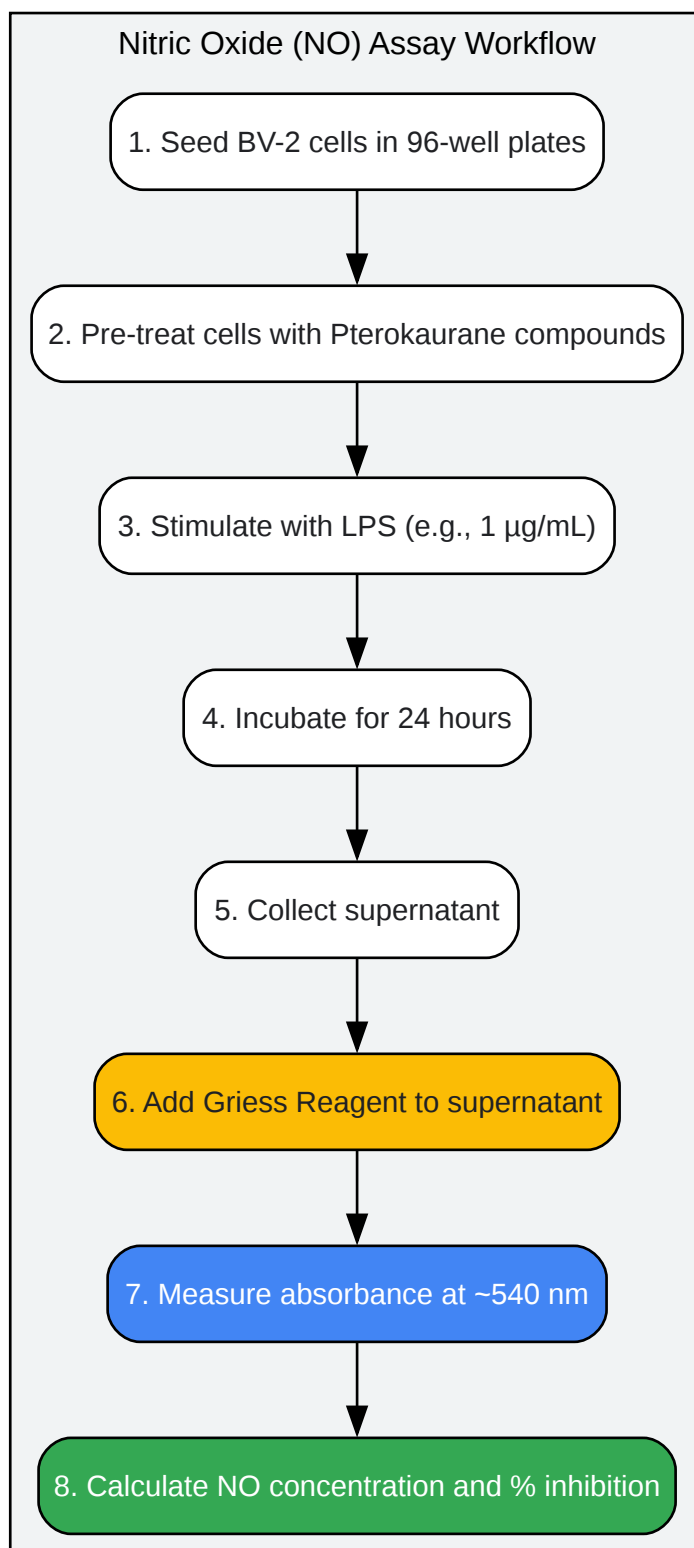 Nitric Oxide (NO) Assay Workflow
1. Seed BV-2 cells in 96-well plates
2. Pre-treat cells with Pterokaurane compounds
3. Stimulate with LPS (e.g., 1 µg/mL)
4. Incubate for 24 hours
5. Collect supernatant
6. Add Griess Reagent to supernatant
7. Measure absorbance at ~540 nm
8. Calculate NO concentration and % inhibition